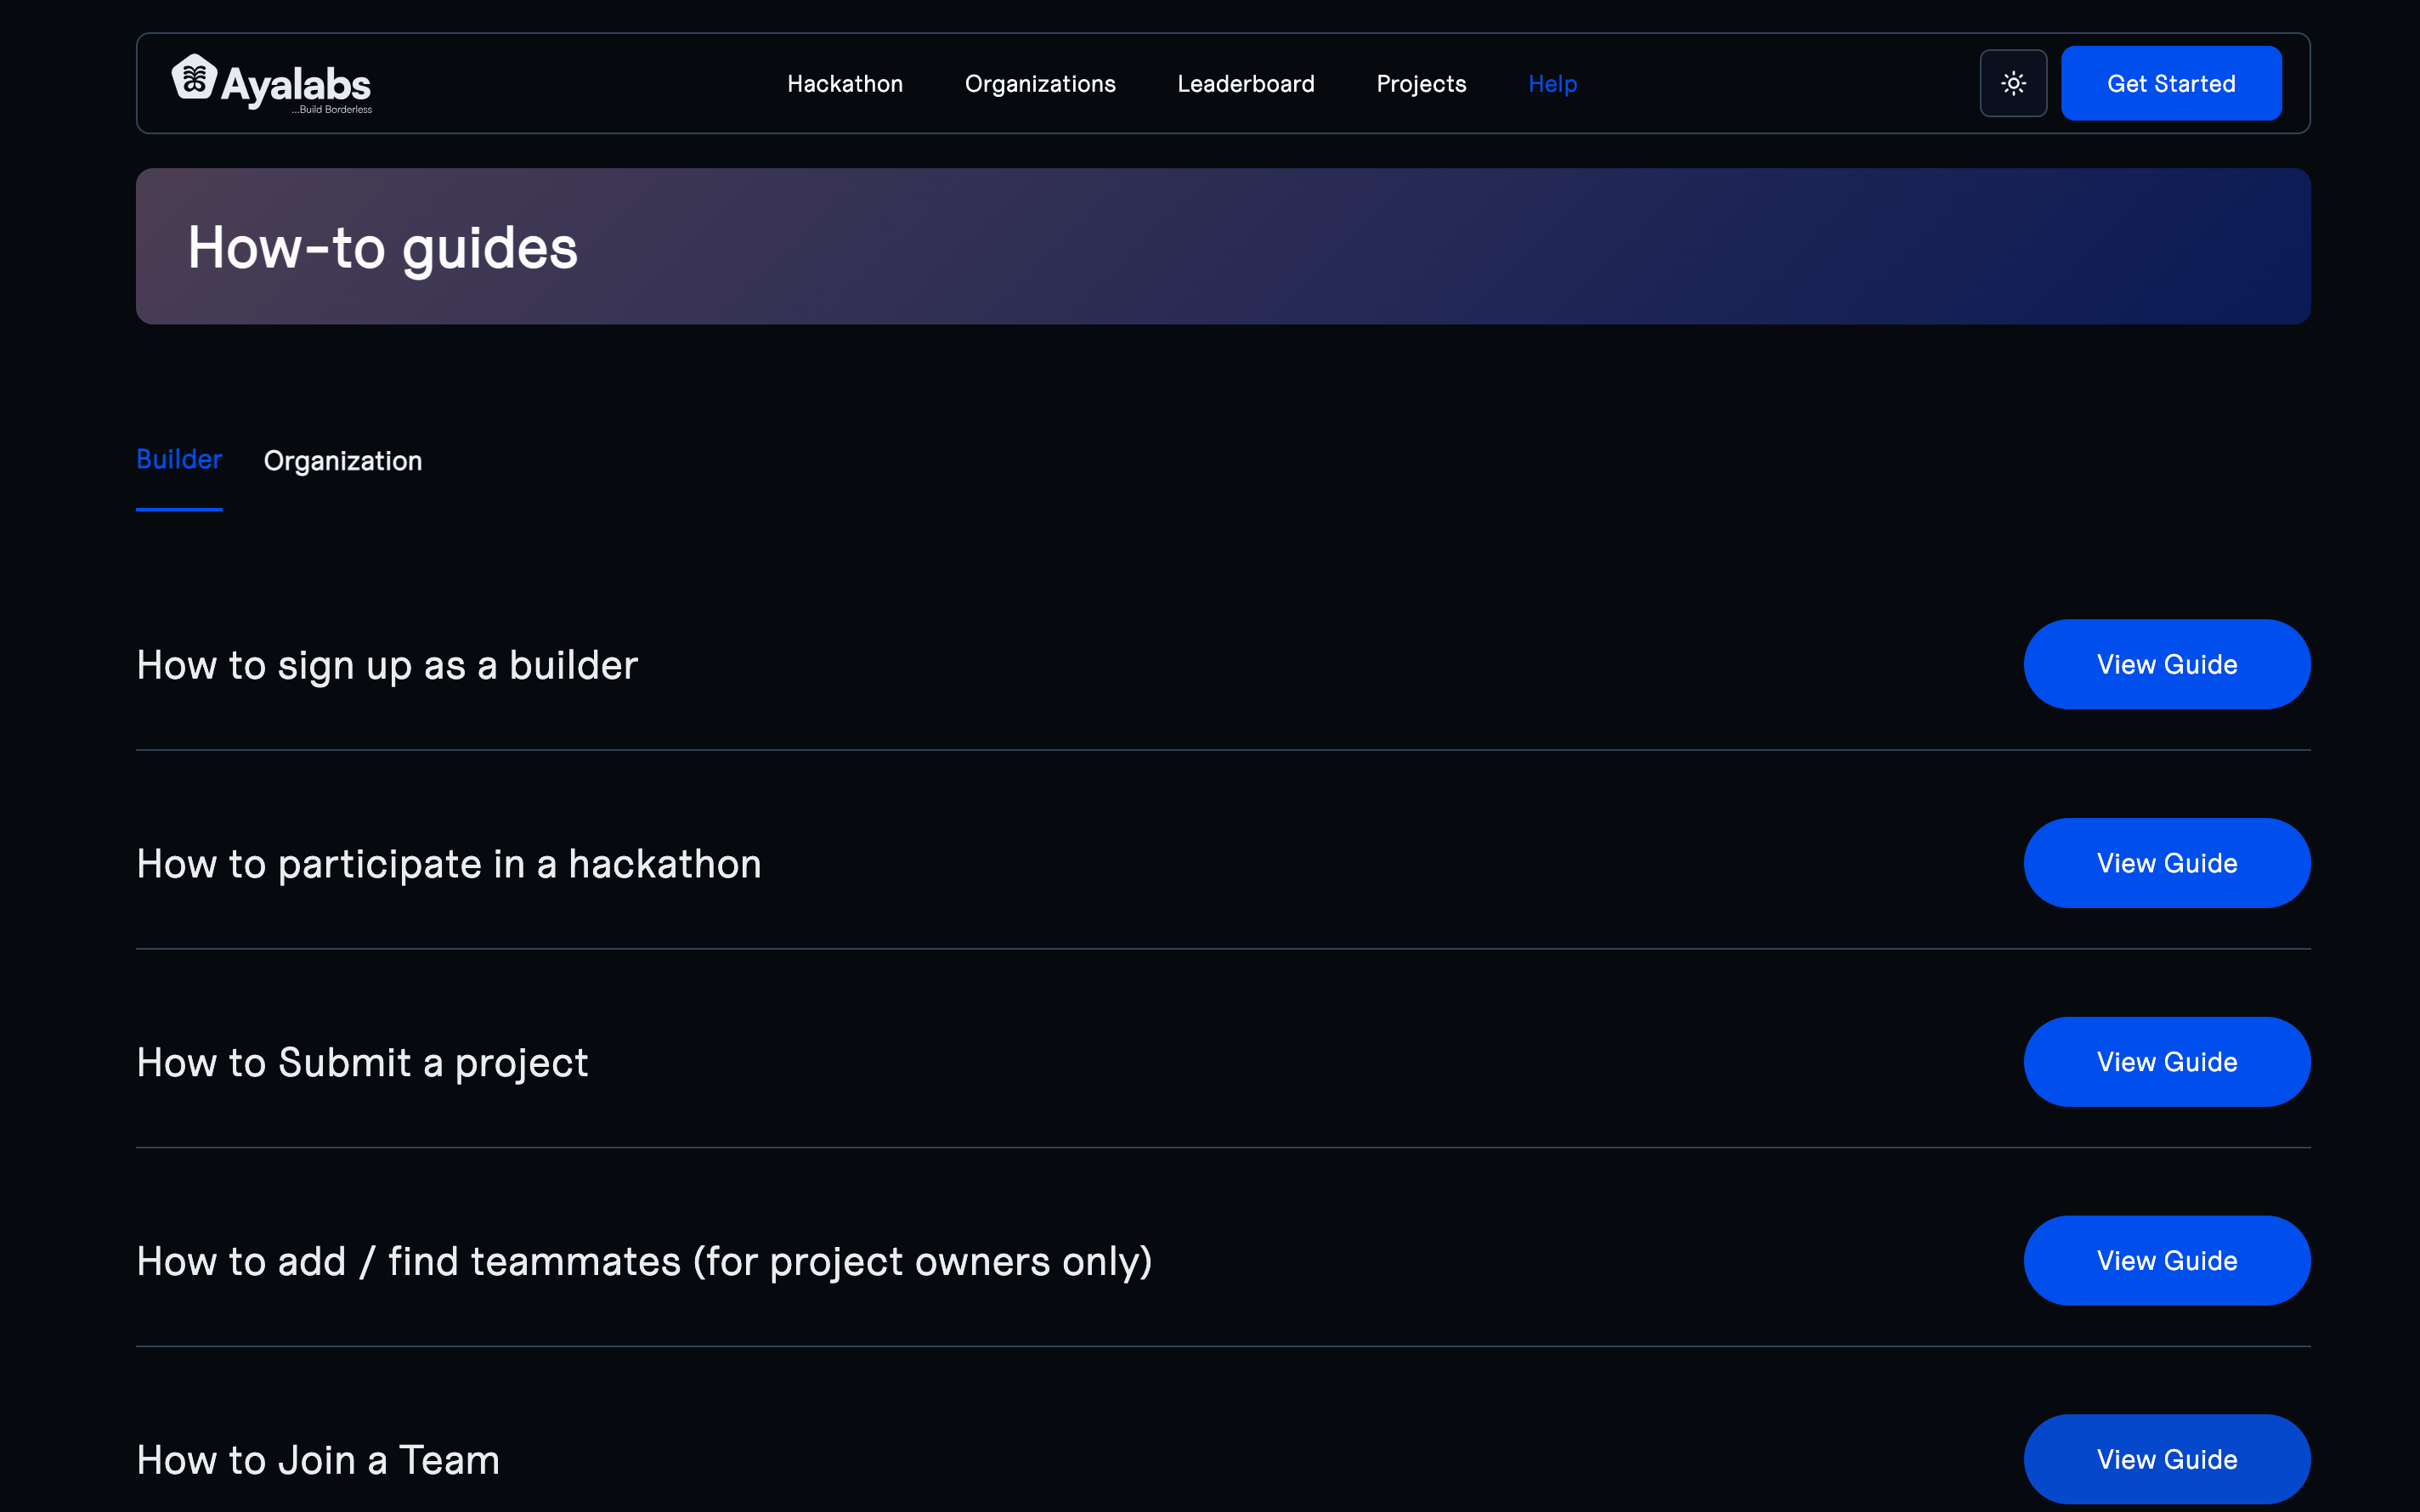 Ayalabs
...Build Borderless
Hackathon
Organizations
Leaderboard
Projects
Help
Get Started
How-to guides
Builder
Organization
How to sign up as a builder
View Guide
How to participate in a hackathon
View Guide
How to Submit a project
View Guide
How to add / find teammates (for project owners only)
View Guide
How to Join a Team
View Guide